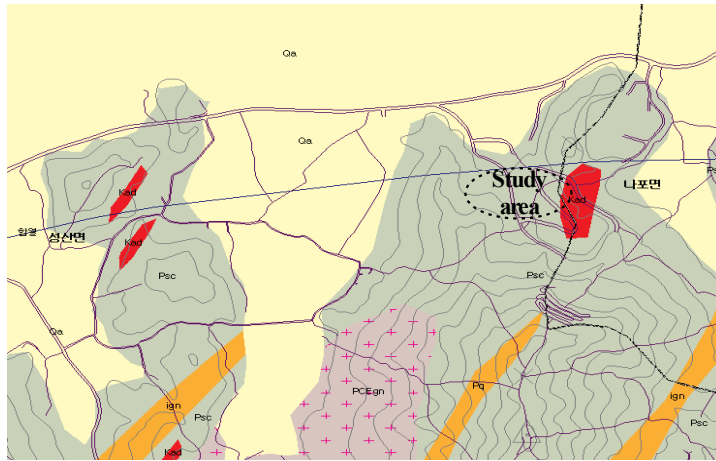 Qa
Qa
Study
area
나포면
Kad
Kad
함열
성산면
Kad
Psc
Psc
Qa
PCEgn
Pq
ign
ign
Psc
Psc
Kad